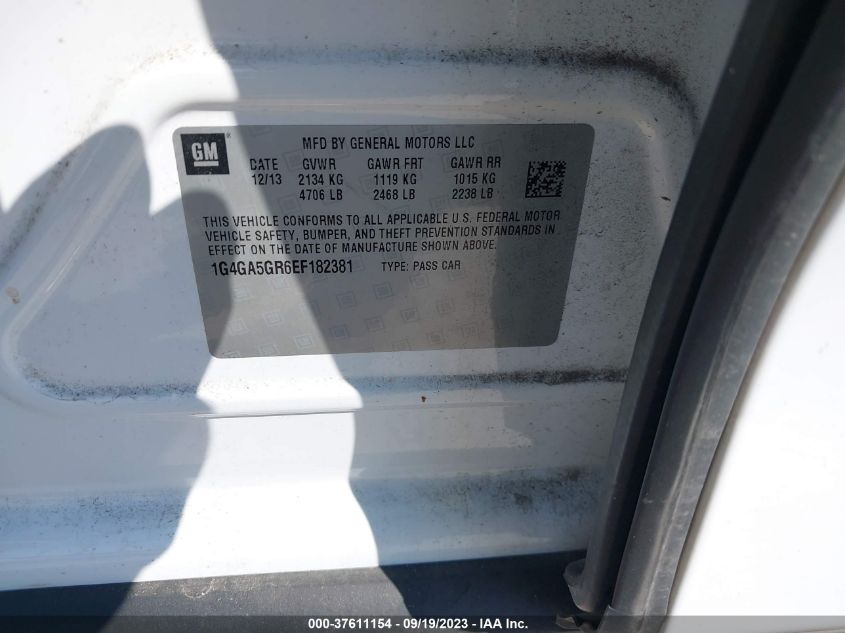 GM
MFD BY GENERAL MOTORS LLC
DATE GVWR GAWR FRT GAWR RR
12/13 2134 KG 1119 KG 1015 KG
4706 LB 2468 LB 2238 LB
THIS VEHICLE CONFORMS TO ALL APPLICABLE U.S. FEDERAL MOTOR
VEHICLE SAFETY, BUMPER, AND THEFT PREVENTION STANDARDS IN
EFFECT ON THE DATE OF MANUFACTURE SHOWN ABOVE.
1G4GA5GR6EF182381 TYPE: PASS CAR
000-37611154 - 09/19/2023 - IAA Inc.